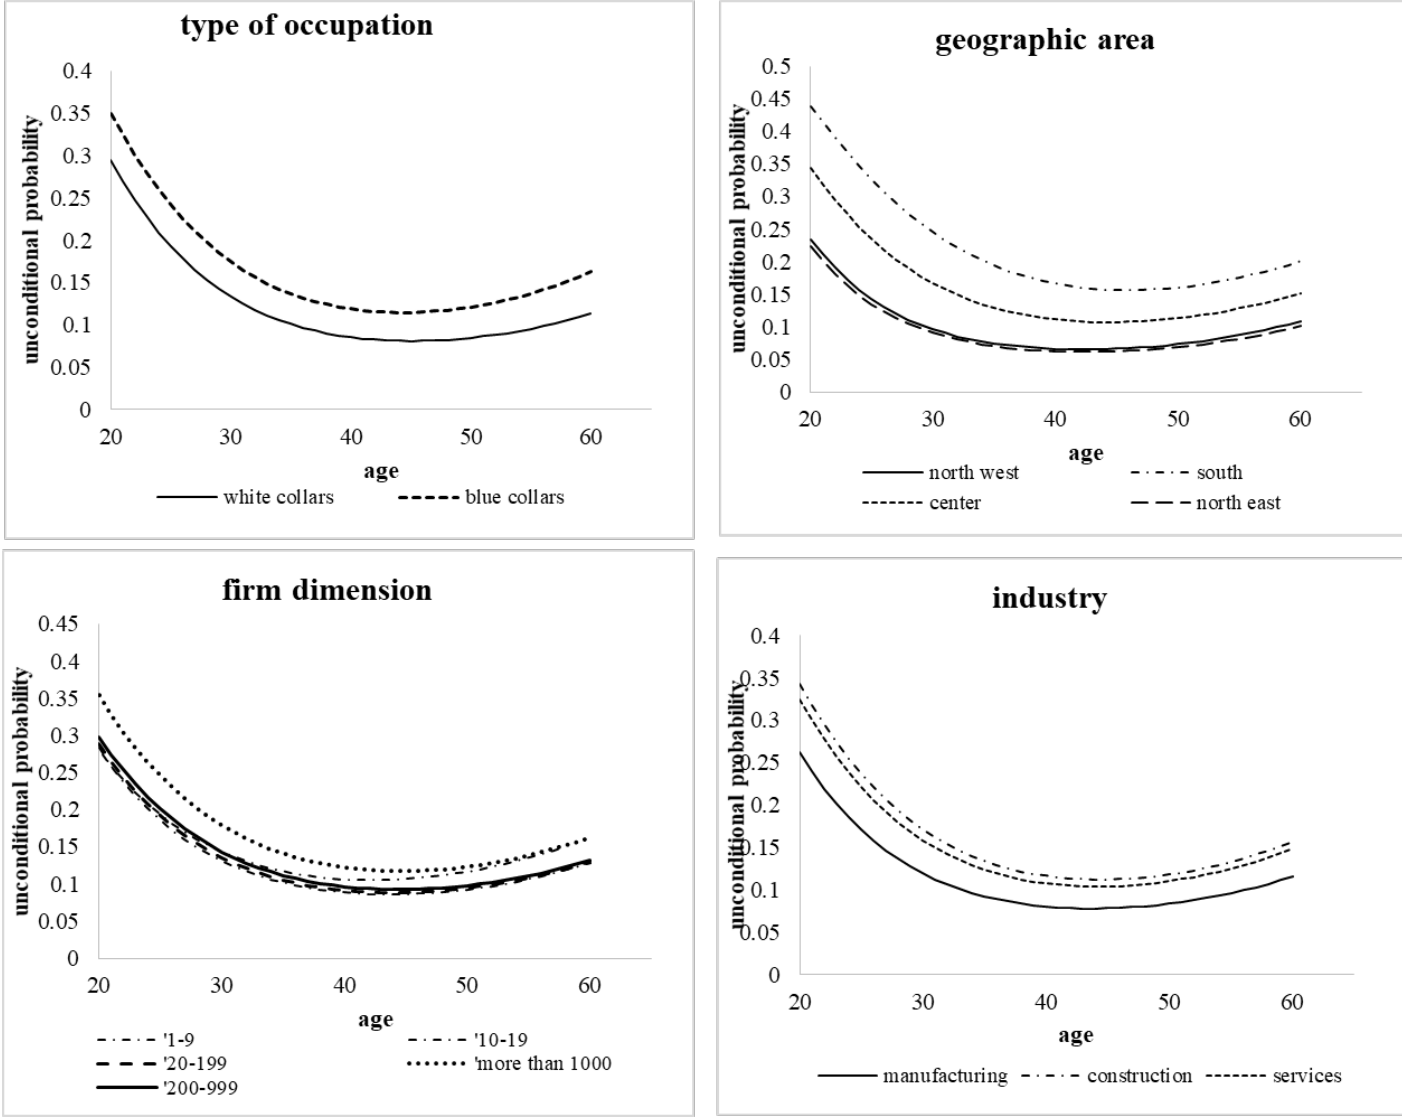 type of occupation
unconditional probability
0.4
0.35
0.3
0.25
0.2
0.15
0.1
0.05
0
20 30 40 50 60
age
white collars blue collars
geographic area
unconditional probability
0.5
0.45
0.4
0.35
0.3
0.25
0.2
0.15
0.1
0.05
0
20 30 40 50 60
age
north west south
center north east
firm dimension
unconditional probability
0.45
0.4
0.35
0.3
0.25
0.2
0.15
0.1
0.05
0
20 30 40 50 60
age
'1-9 '10-19
'20-199 'more than 1000
'200-999
industry
unconditional probability
0.4
0.35
0.3
0.25
0.2
0.15
0.1
0.05
0
20 30 40 50 60
age
manufacturing construction services